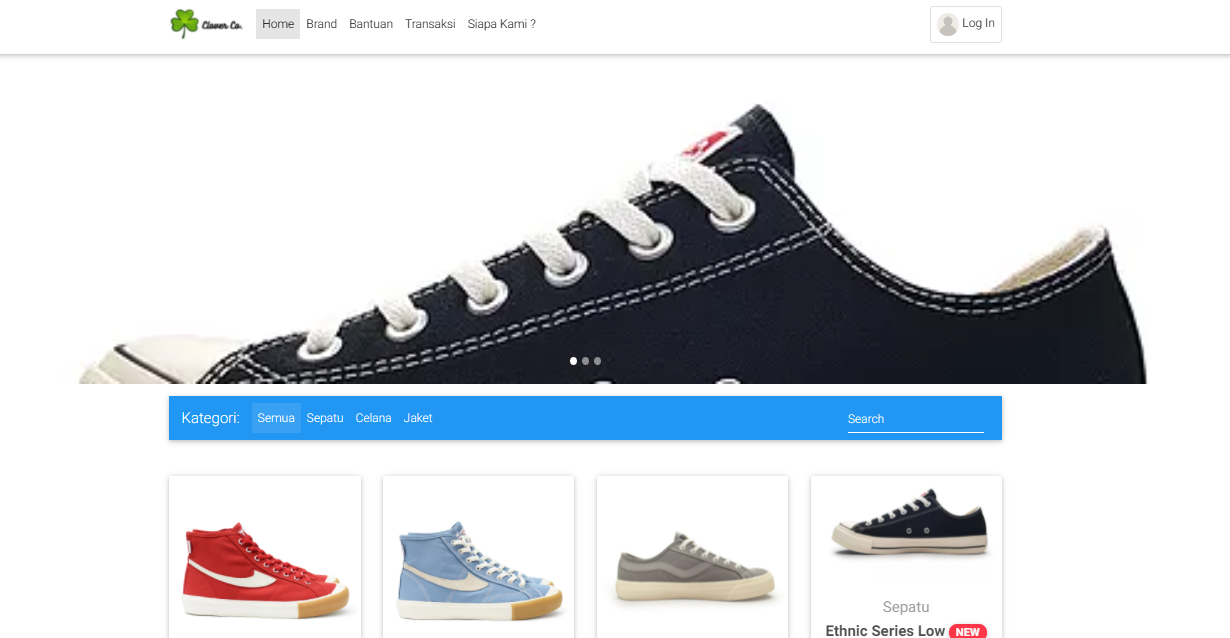 Clover Co.
Home Brand Bantuan Transaksi Siapa Kami ?
Log In
Kategori: Semua Sepatu Celana Jaket
Search
Sepatu
Ethnic Series Low NEW